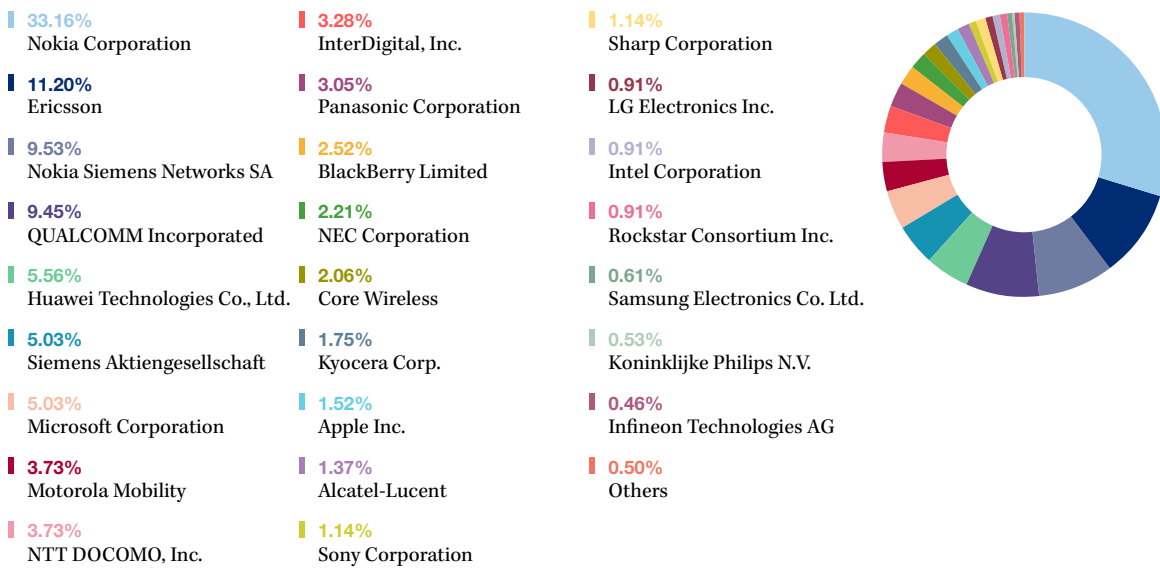 33.16%
Nokia Corporation
11.20%
Ericsson
9.53%
Nokia Siemens Networks SA
9.45%
QUALCOMM Incorporated
5.56%
Huawei Technologies Co., Ltd.
5.03%
Siemens Aktiengesellschaft
5.03%
Microsoft Corporation
3.73%
Motorola Mobility
3.73%
NTT DOCOMO, Inc.
3.28%
InterDigital, Inc.
3.05%
Panasonic Corporation
2.52%
BlackBerry Limited
2.21%
NEC Corporation
2.06%
Core Wireless
1.75%
Kyocera Corp.
1.52%
Apple Inc.
1.37%
Alcatel-Lucent
1.14%
Sony Corporation
1.14%
Sharp Corporation
0.91%
LG Electronics Inc.
0.91%
Intel Corporation
0.91%
Rockstar Consortium Inc.
0.61%
Samsung Electronics Co. Ltd.
0.53%
Koninklijke Philips N.V.
0.46%
Infineon Technologies AG
0.50%
Others